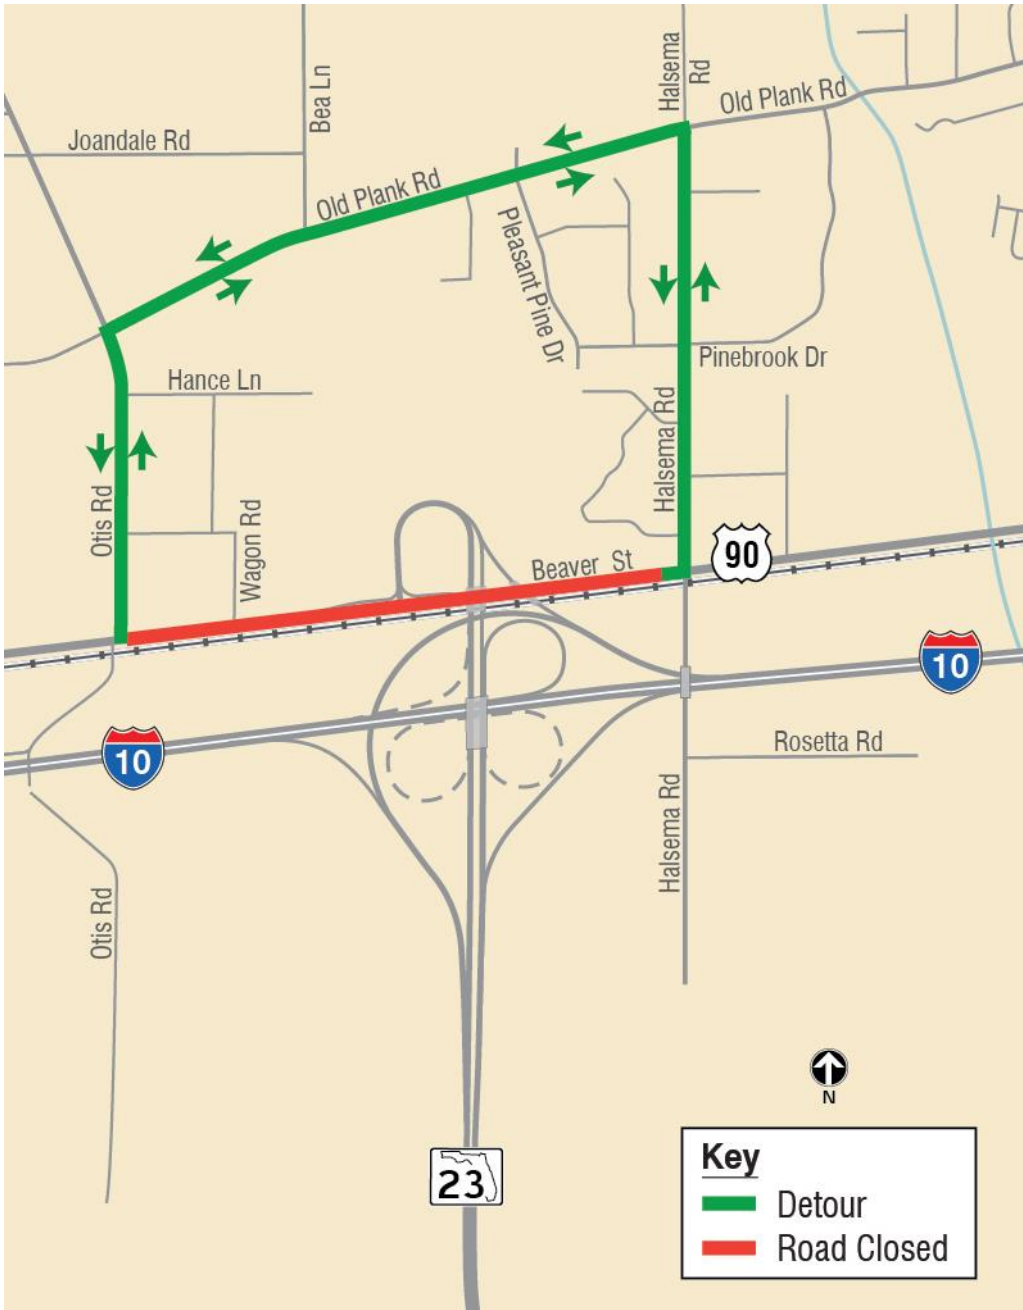 Halsema
Rd
Bea Ln
Old Plank Rd
Joandale Rd
Old Plank Rd
Pleasant Pine Dr
Pinebrook Dr
Hance Ln
Halsema Rd
Otis Rd
Wagon Rd
Beaver St
90
10
10
Rosetta Rd
Halsema Rd
Otis Rd
N
23
Key
Detour
Road Closed